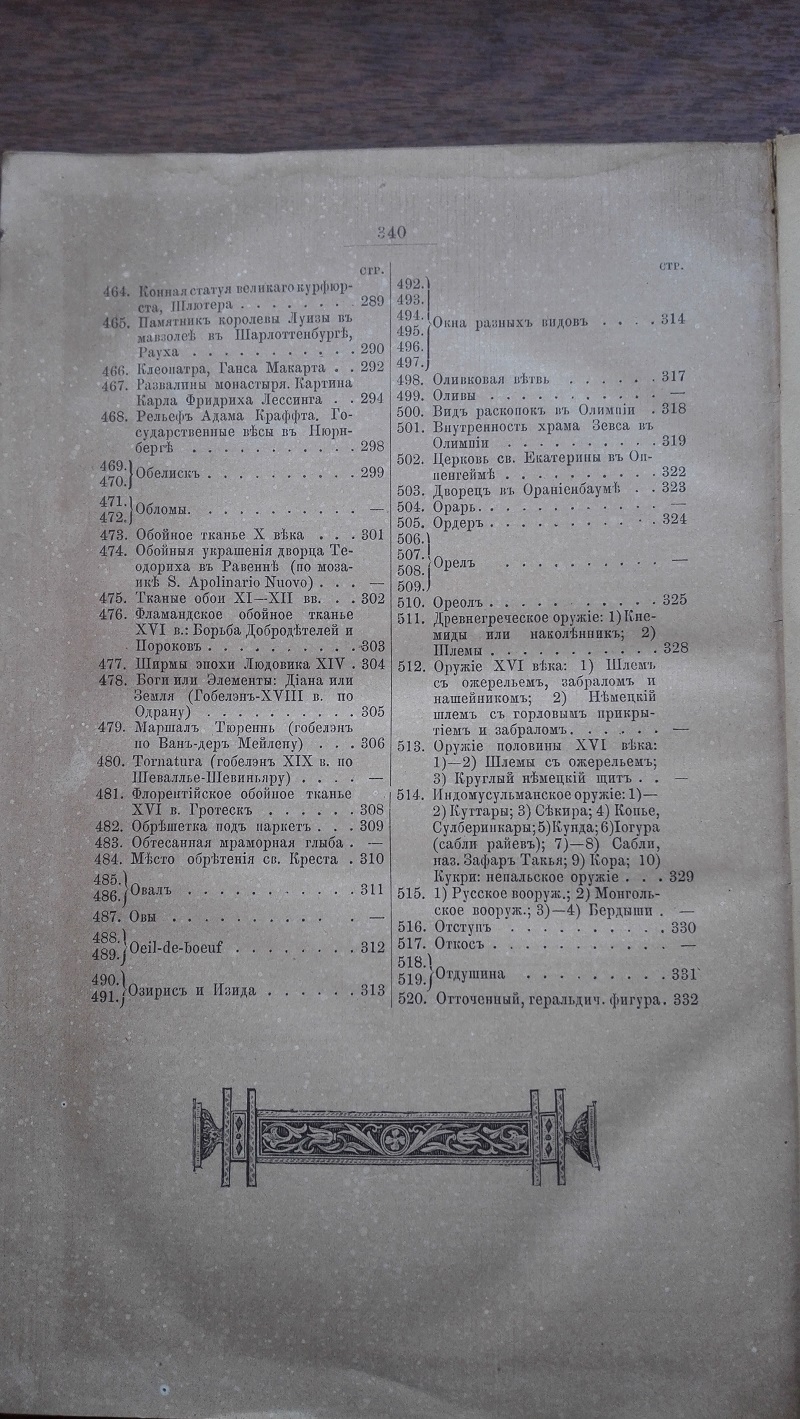 340
стр.
464. Конная статуя великаго курфюр-
ста, Шлютера . . . . . . . 289
465. Памятникъ королевы Луизы въ
мавзолеѣ въ Шарлоттенбургѣ,
Рауха . . . . . . . . . . . 290
466. Клеопатра, Ганса Макарта . . 292
467. Развалины монастыря. Картина
Карла Фридриха Лессинга . . 294
468. Рельефъ Адама Краффта. Го-
сударственные вѣсы въ Нюрн-
бергѣ . . . . . . . . . . . 298
469.
470. } Обелискъ . . . . . . . . . . 299
471.
472. } Обломы. . . . . . . . . . . —
473. Обойное тканье X вѣка . . . 301
474. Обойныя украшенія дворца Те-
одориха въ Равеннѣ (по моза-
икѣ S. Apolinario Nuovo) . . . —
475. Тканые обои XI—XII вв. . . 302
476. Фламандское обойное тканье
XVI в.: Борьба Добродѣтелей и
Пороковъ . . . . . . . . . . 303
477. Ширмы эпохи Людовика XIV . 304
478. Боги или Элементы: Діана или
Земля (Гобелэнъ-XVIII в. по
Одрану) . . . . . . . . . . 305
479. Маршалъ Тюреннь (гобелэнъ
по Ванъ-деръ Мейлену) . . . 306
480. Tornatura (гобелэнъ XIX в. по
Шеваллье-Шевиньяру) . . . . —
481. Флорентійское обойное тканье
XVI в. Гротескъ . . . . . . 308
482. Обрѣшетка подъ паркетъ . . . 309
483. Обтесанная мраморная глыба . —
484. Мѣсто обрѣтенія св. Креста . 310
485.
486. } Овалъ . . . . . . . . . . . 311
487. Овы . . . . . . . . . . . . —
488.
489. } Oeil-de-Boeuf . . . . . . . . 312
490.
491. } Озирисъ и Изида . . . . . . 313
стр.
492.
493.
494.
495. } Окна разныхъ видовъ . . . . 314
496.
497.
498. Оливковая вѣтвь . . . . . . 317
499. Оливы . . . . . . . . . . . —
500. Видъ раскопокъ въ Олимпіи . 318
501. Внутренность храма Зевса въ
Олимпіи . . . . . . . . . . 319
502. Церковь св. Екатерины въ Оп-
пенгеймѣ . . . . . . . . . . 322
503. Дворецъ въ Ораніенбаумѣ . . 323
504. Орарь. . . . . . . . . . . . —
505. Ордеръ . . . . . . . . . . . 324
506.
507.
508. } Орелъ . . . . . . . . . . —
509.
510. Ореолъ . . . . . . . . . . . 325
511. Древнегреческое оружіе: 1) Кне-
миды или наколѣнникъ; 2)
Шлемы . . . . . . . . . . . 328
512. Оружіе XVI вѣка: 1) Шлемъ
съ ожерельемъ, забраломъ и
нашейникомъ; 2) Нѣмецкій
шлемъ съ горловымъ прикры-
тіемъ и забраломъ. . . . . . —
513. Оружіе половины XVI вѣка:
1)—2) Шлемы съ ожерельемъ;
3) Круглый нѣмецкій щитъ . . —
514. Индомусульманское оружіе: 1)—
2) Куттары; 3) Сѣкира; 4) Копье,
Сулберинкары; 5) Кунда; 6) Іогура
(сабли райевъ); 7)—8) Сабли,
наз. Зафаръ Такья; 9) Кора; 10)
Кукри: непальское оружіе . . . 329
515. 1) Русское вооруж.; 2) Монголь-
ское вооруж.; 3)—4) Бердыши . —
516. Отступъ . . . . . . . . . . 330
517. Откосъ . . . . . . . . . . . . —
518.
519. } Отдушина . . . . . . . . . 331
520. Отточенный, геральдич. фигура. 332